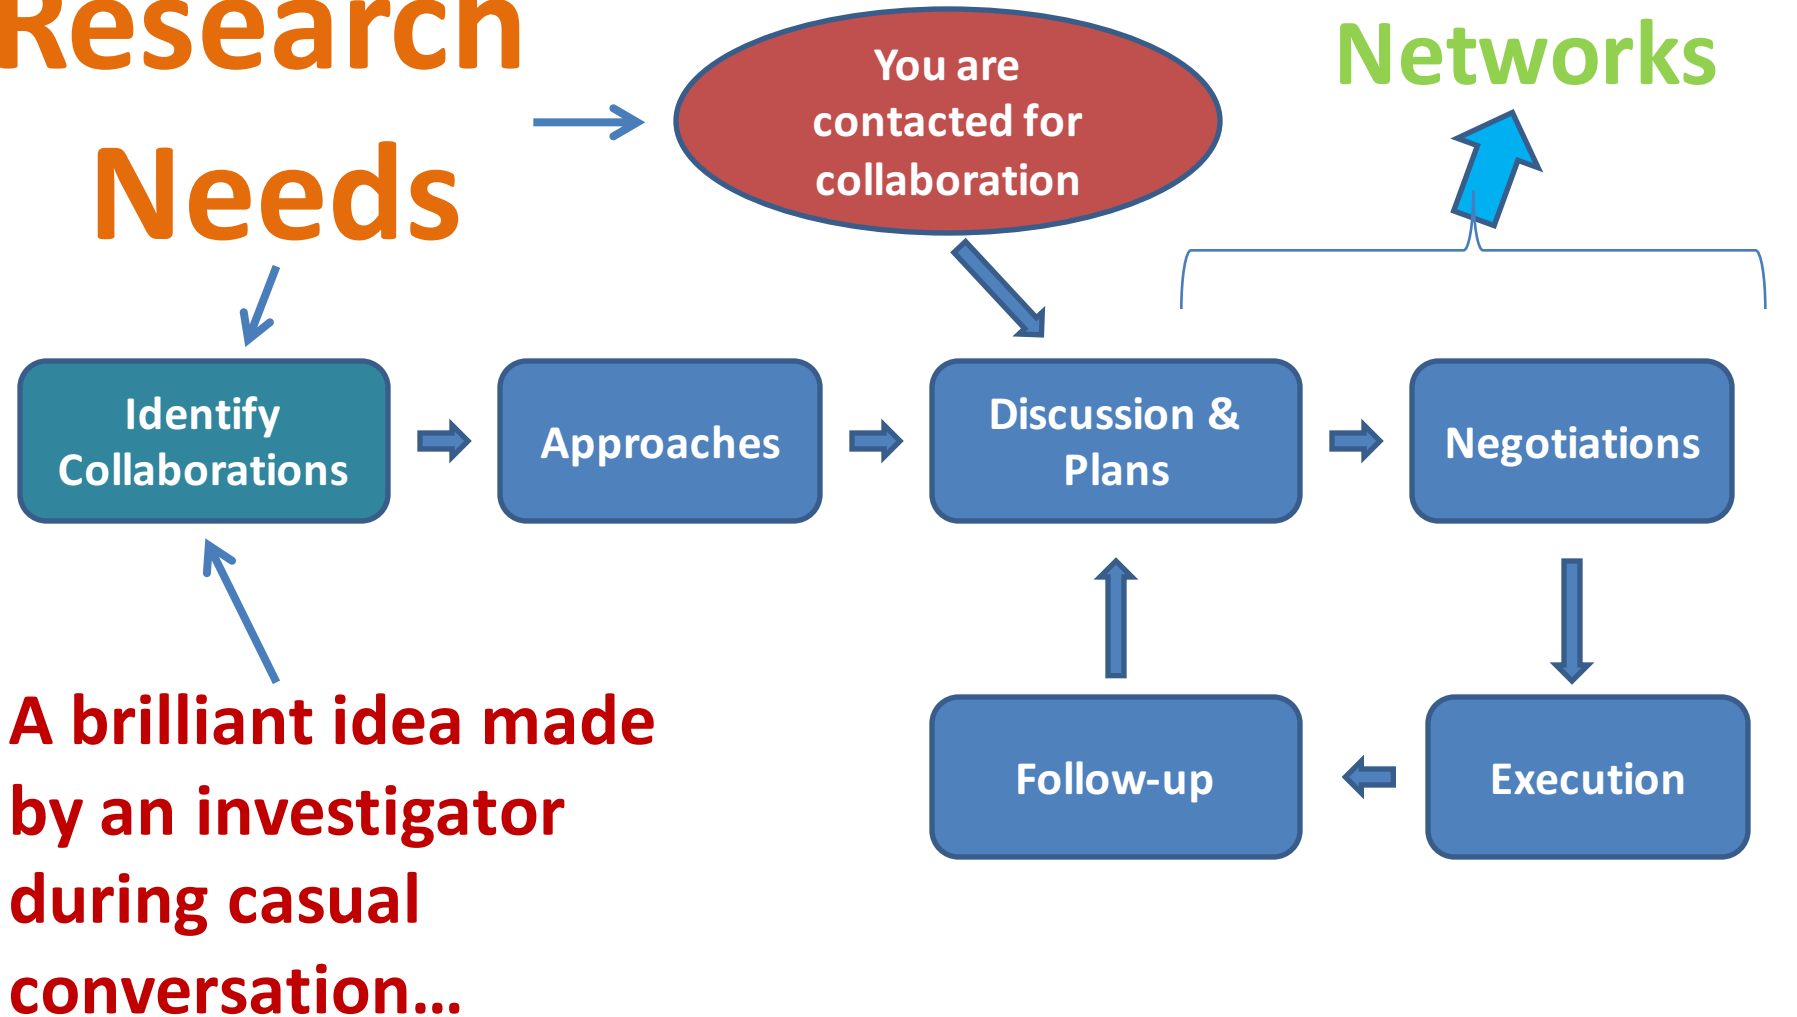 Research
Needs
You are
contacted for
collaboration
Networks
Identify
Collaborations
Approaches
Discussion &
Plans
Negotiations
A brilliant idea made
by an investigator
during casual
conversation...
Follow-up
Execution